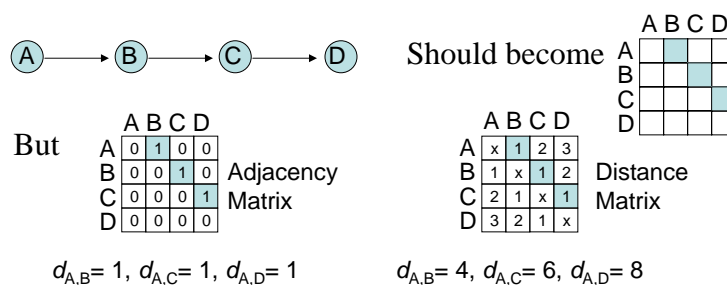 A B C D
Should become
A B C D
A
B
C
D
But
A B C D
A 0 1 0 0
B 0 0 1 0
C 0 0 0 1
D 0 0 0 0
Adjacency
Matrix
A B C D
A x 1 2 3
B 1 x 1 2
C 2 1 x 1
D 3 2 1 x
Distance
Matrix
dA,B= 1, dA,C= 1, dA,D= 1
dA,B= 4, dA,C= 6, dA,D= 8